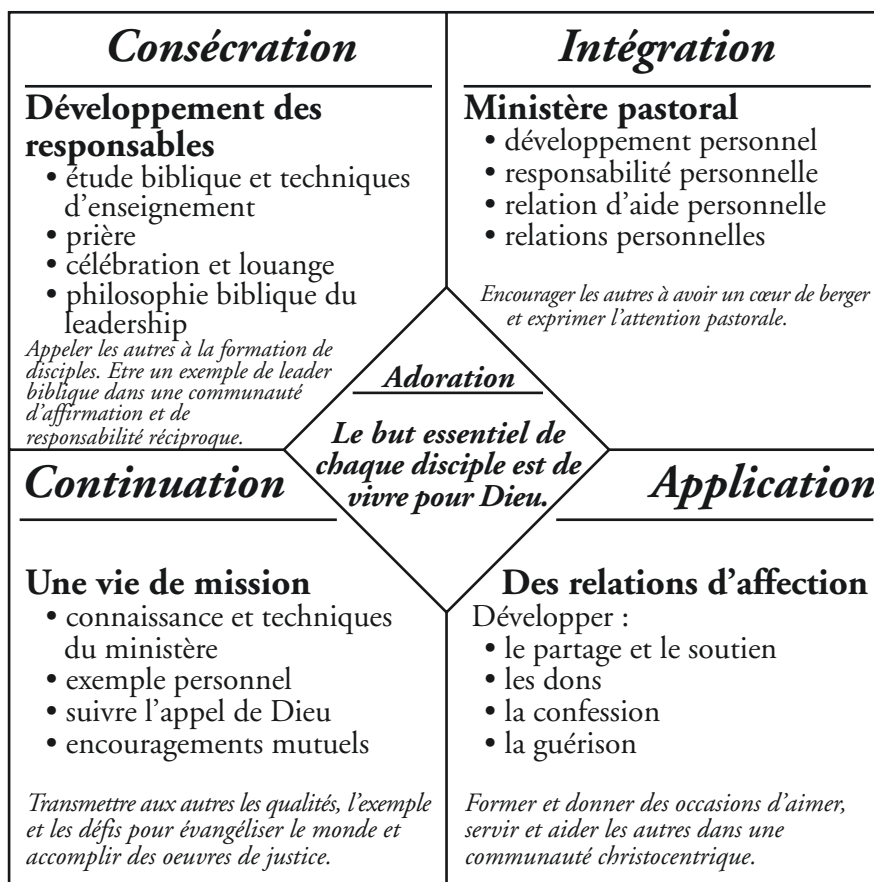 Consécration
Développement des
responsables
• étude biblique et techniques
d'enseignement
• prière
• célébration et louange
• philosophie biblique du
leadership
Appeler les autres à la formation de
disciples. Etre un exemple de leader
biblique dans une communauté
d'affirmation et de
responsabilité réciproque.
Intégration
Ministère pastoral
• développement personnel
• responsabilité personnelle
• relation d'aide personnelle
• relations personnelles
Encourager les autres à avoir un cœur de berger
et exprimer l'attention pastorale.
Adoration
Le but essentiel de
chaque disciple est de
vivre pour Dieu.
Continuation
Une vie de mission
• connaissance et techniques
du ministère
• exemple personnel
• suivre l'appel de Dieu
• encouragements mutuels
Transmettre aux autres les qualités, l'exemple
et les défis pour évangéliser le monde et
accomplir des oeuvres de justice.
Application
Des relations d'affection
Développer :
• le partage et le soutien
• les dons
• la confession
• la guérison
Former et donner des occasions d'aimer,
servir et aider les autres dans une
communauté christocentrique.